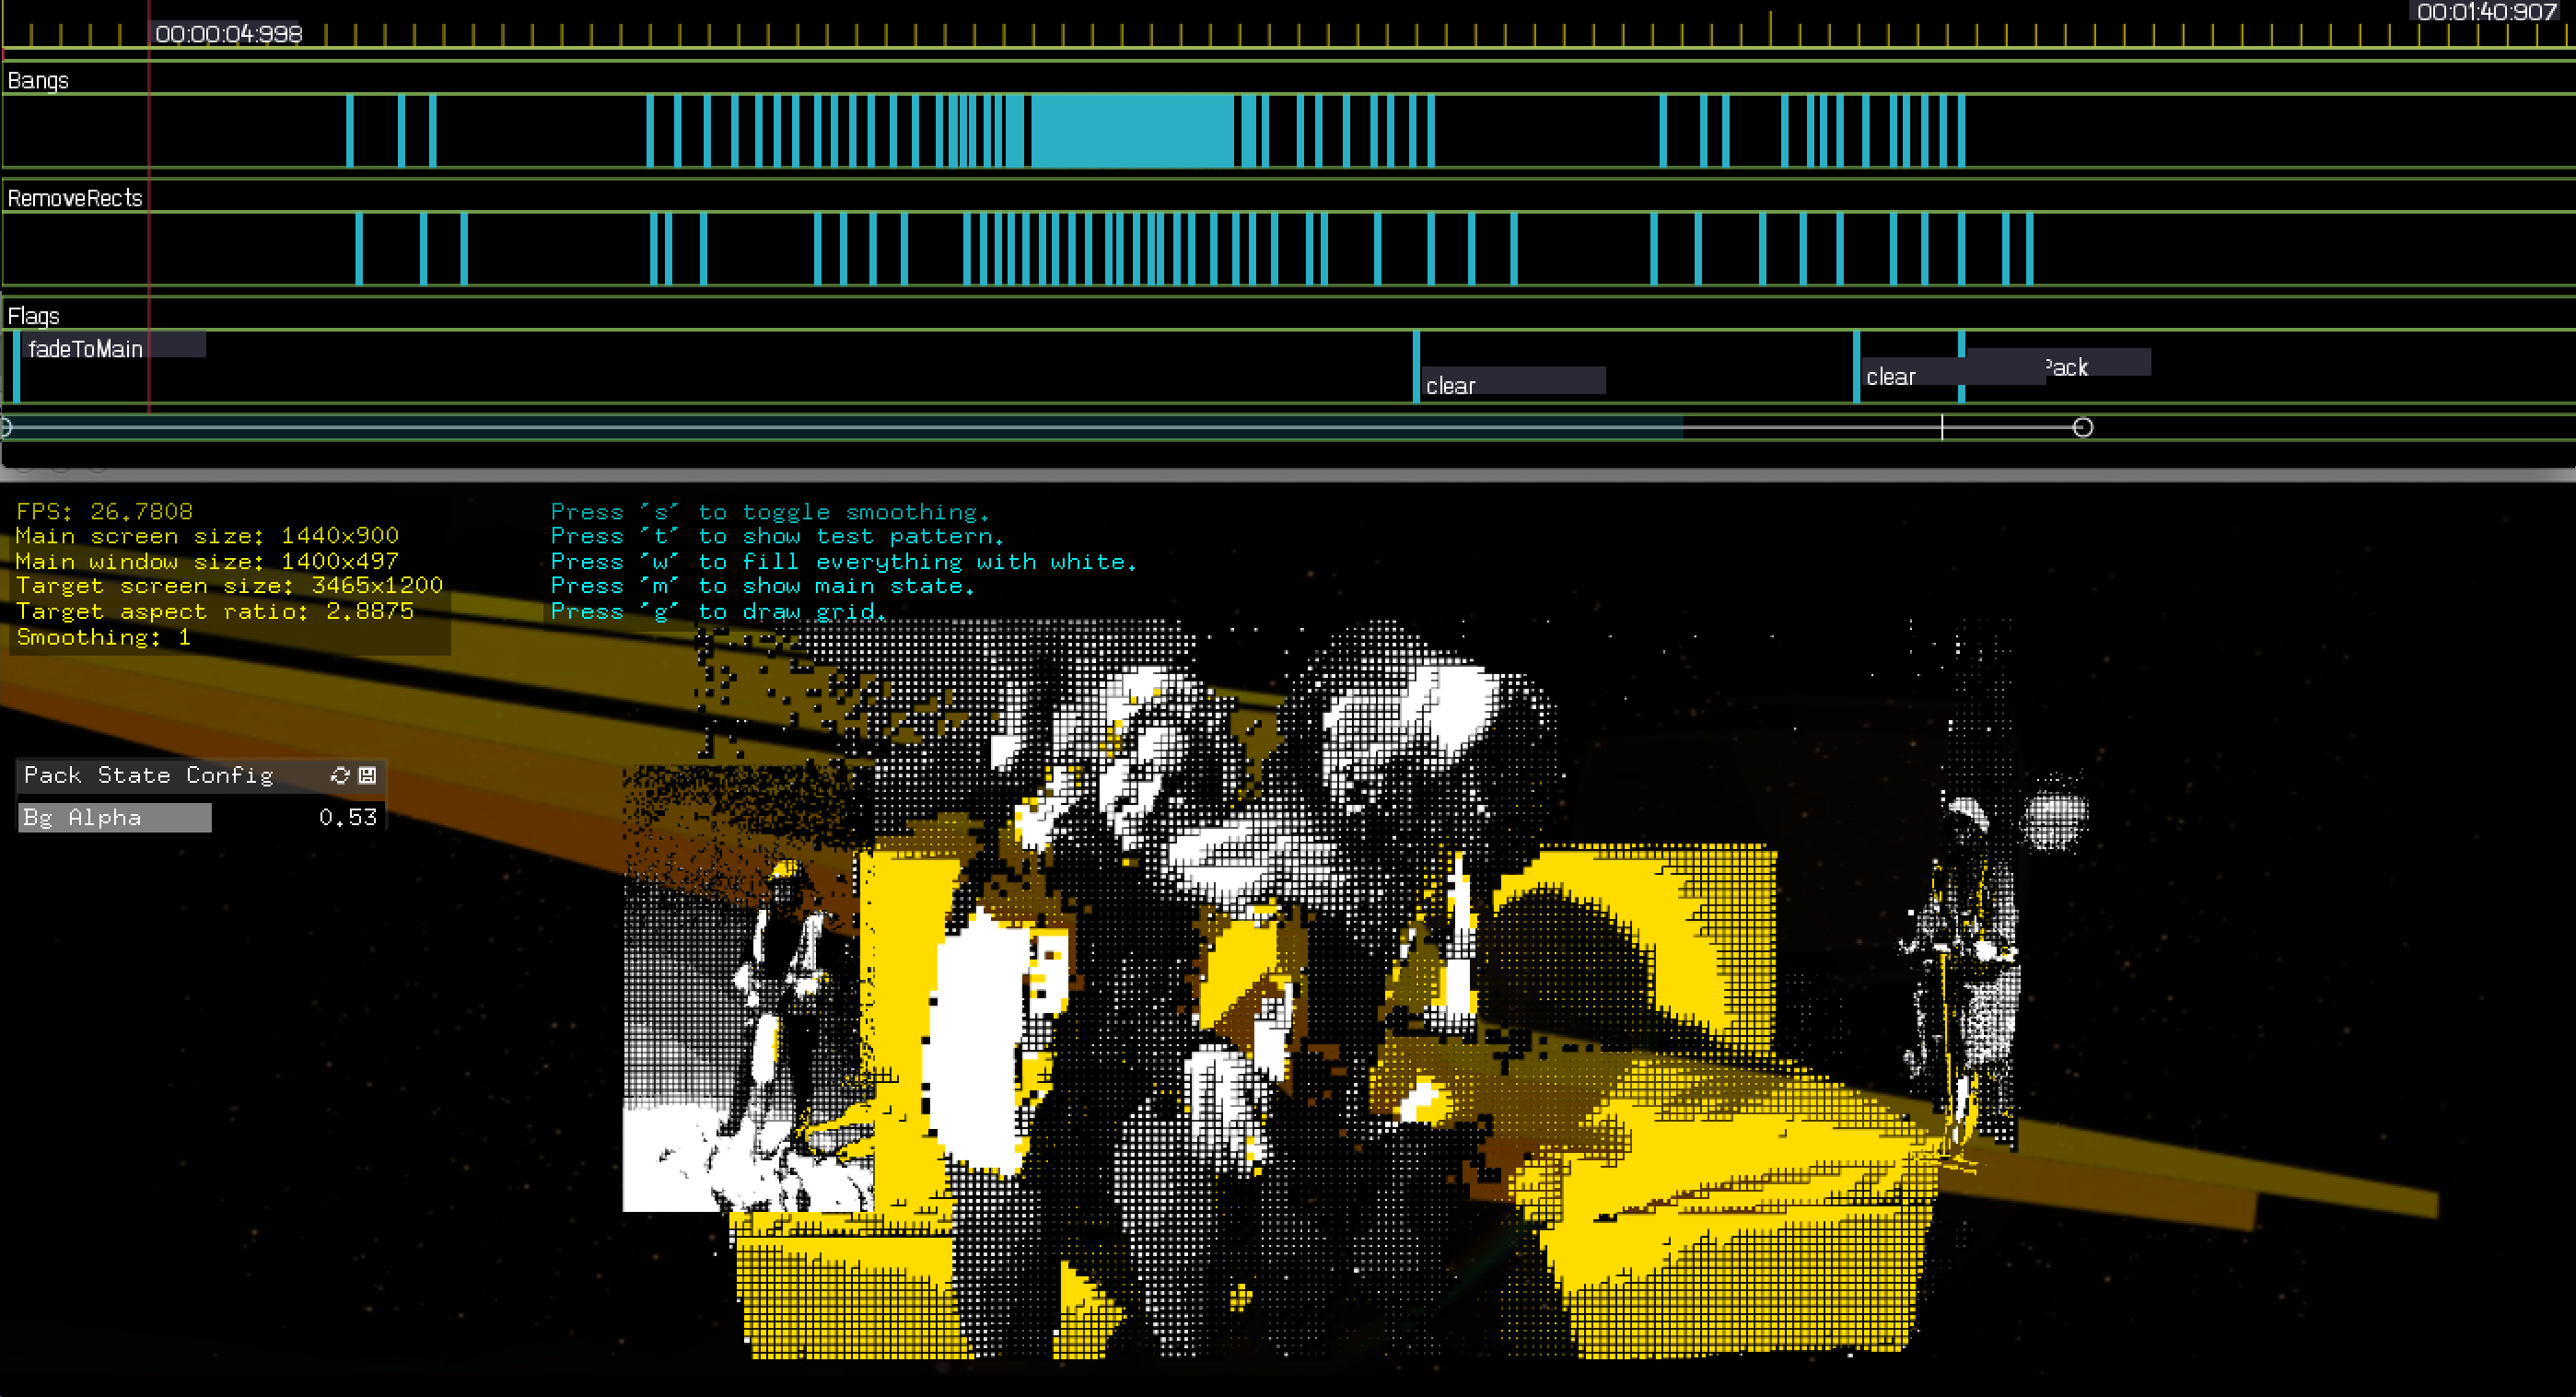 00:01:40:907
00:00:04:998
Bangs
RemoveRects
Flags
fadeToMain
clear
clear
Pack
FPS: 26.7808
Main screen size: 1440x900
Main window size: 1400x497
Target screen size: 3465x1200
Target aspect ratio: 2.8875
Smoothing: 1
Press 's' to toggle smoothing.
Press 't' to show test pattern.
Press 'w' to fill everything with white.
Press 'm' to show main state.
Press 'g' to draw grid.
Pack State Config
Bg Alpha 0.53